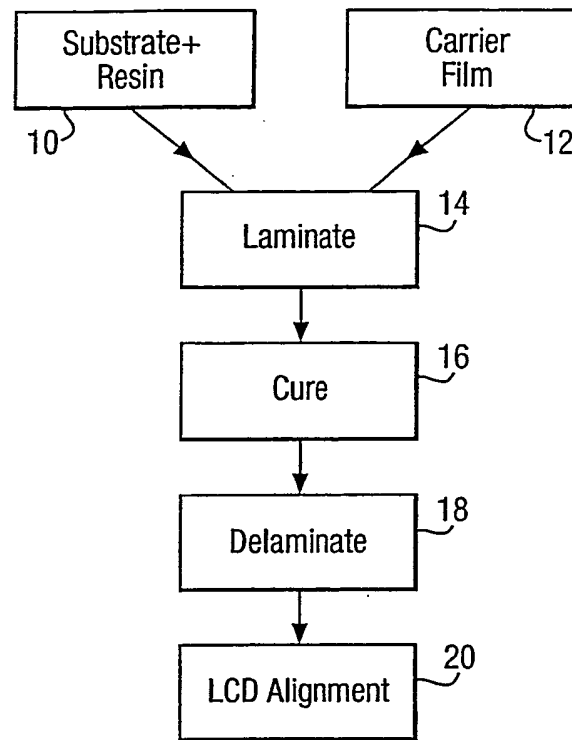 Substrate+
Resin
10
Carrier
Film
12
Laminate
14
Cure
16
Delaminate
18
LCD Alignment
20